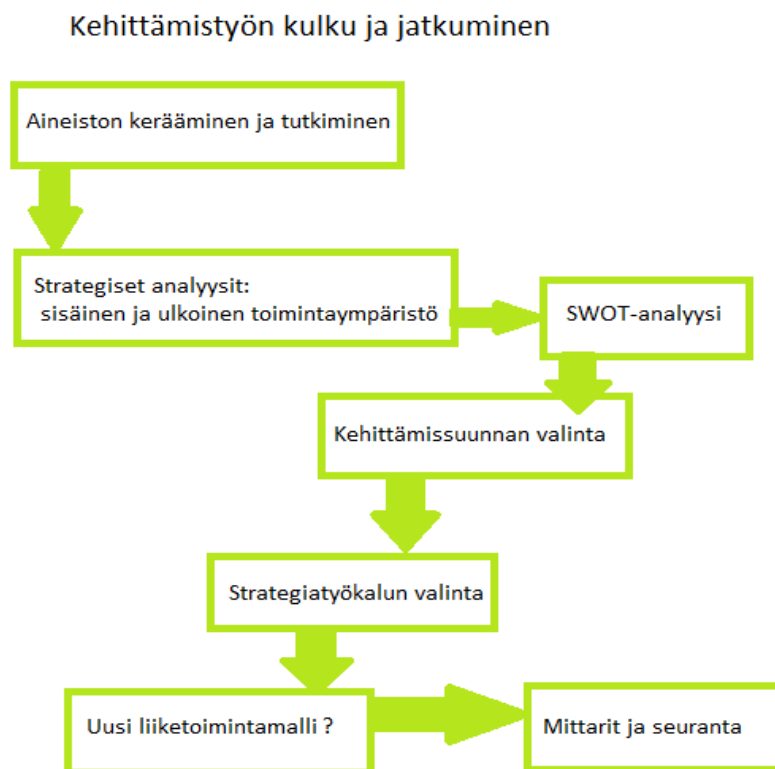 Kehittämistyön kulku ja jatkuminen
Aineiston kerääminen ja tutkiminen
Strategiset analyysit:
sisäinen ja ulkoinen toimintaympäristö
SWOT-analyysi
Kehittämissuunnan valinta
Strategiatyökalun valinta
Uusi liiketoimintamalli ?
Mittarit ja seuranta